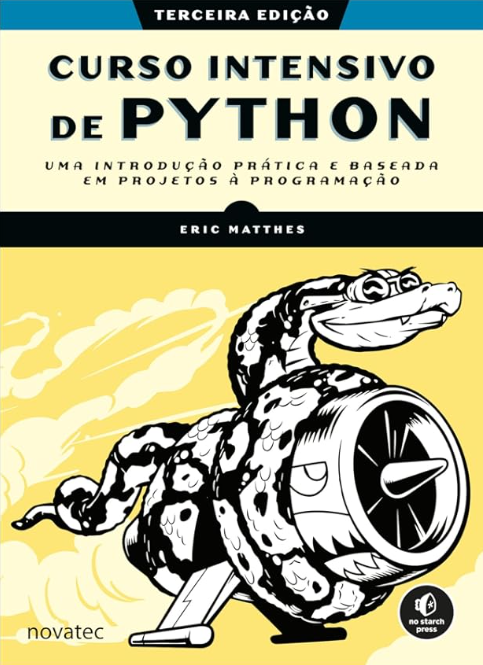 TERCEIRA EDIÇÃO
CURSO INTENSIVO
DE PYTHON
UMA INTRODUÇÃO PRÁTICA E BASEADA
EM PROJETOS À PROGRAMAÇÃO
ERIC MATTHES
novatec
no starch
press